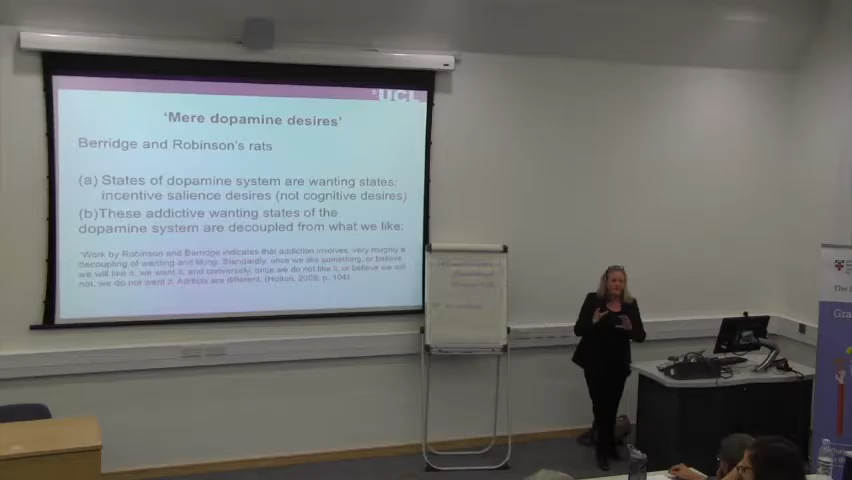 UCL
‘Mere dopamine desires’
Berridge and Robinson's rats
(a) States of dopamine system are wanting states:
incentive salience desires (not cognitive desires)
(b)These addictive wanting states of the
dopamine system are decoupled from what we like:
“Work by Robinson and Berridge indicates that addiction involves, very roughly a
decoupling of wanting and liking. Standardly, once we like something, or believe
we will like it, we want it, and conversely, once we do not like it, or believe we will
not, we do not want it. Addicts are different. (Holton, 2009, p. 104)
Gra